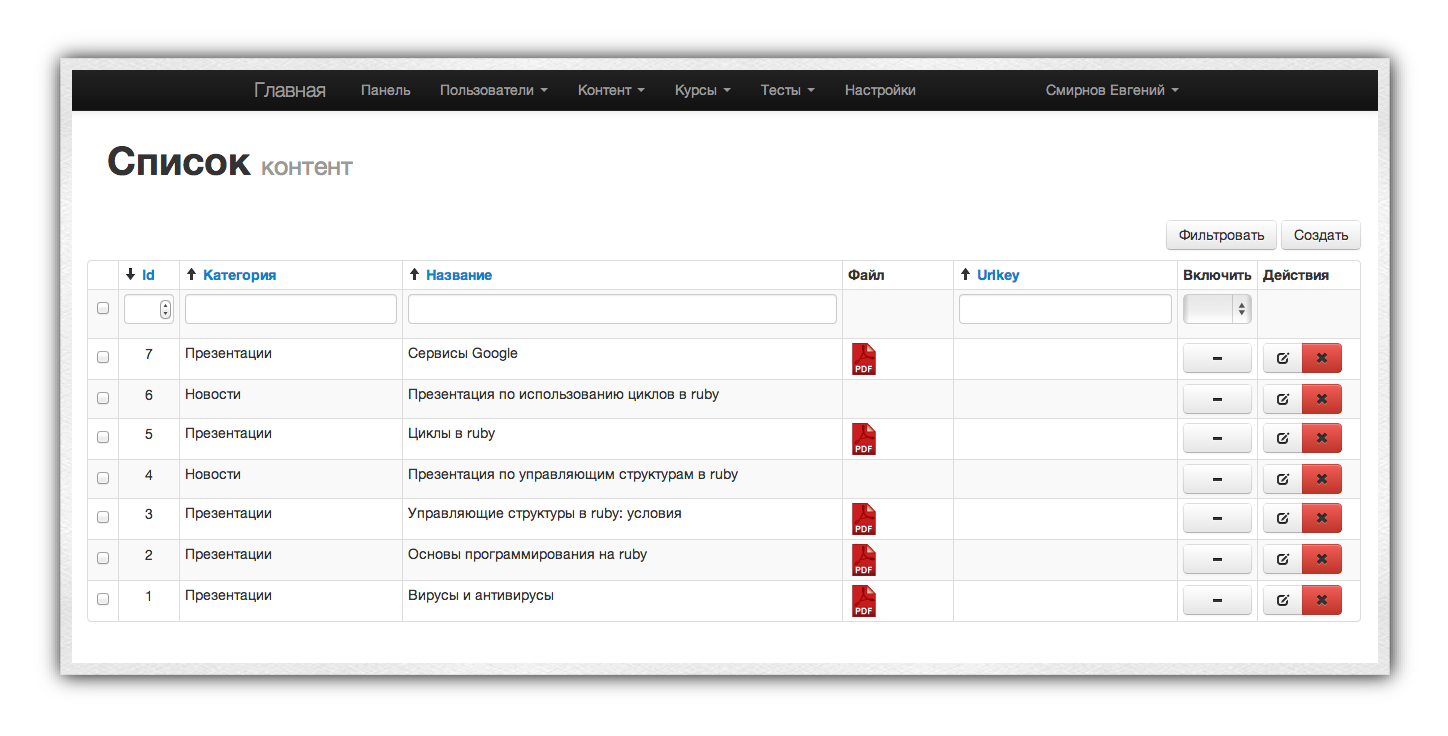 Главная Панель Пользователи Контент Курсы Тесты Настройки Смирнов Евгений
Список контент
Фильтровать Создать
Id Категория Название Файл Urlkey Включить Действия
7 Презентации Сервисы Google PDF
6 Новости Презентация по использованию циклов в ruby
5 Презентации Циклы в ruby PDF
4 Новости Презентация по управляющим структурам в ruby
3 Презентации Управляющие структуры в ruby: условия PDF
2 Презентации Основы программирования на ruby PDF
1 Презентации Вирусы и антивирусы PDF